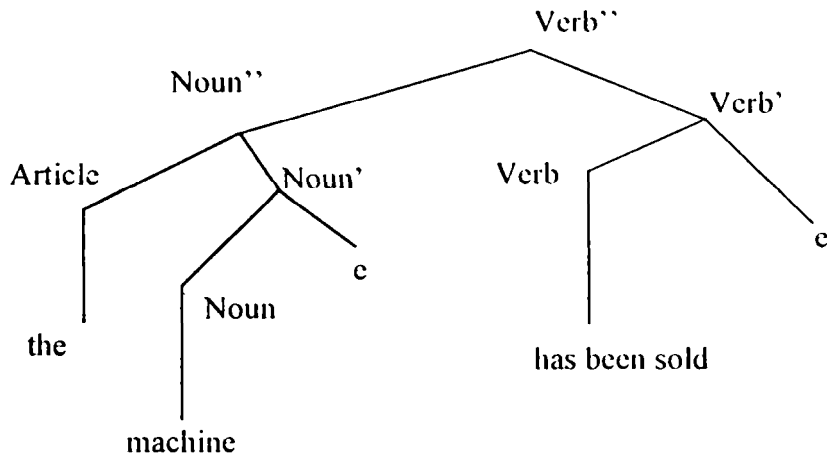 Verb’’
Noun’’
Verb’
Article
Noun’
Verb
e
e
Noun
the
has been sold
machine